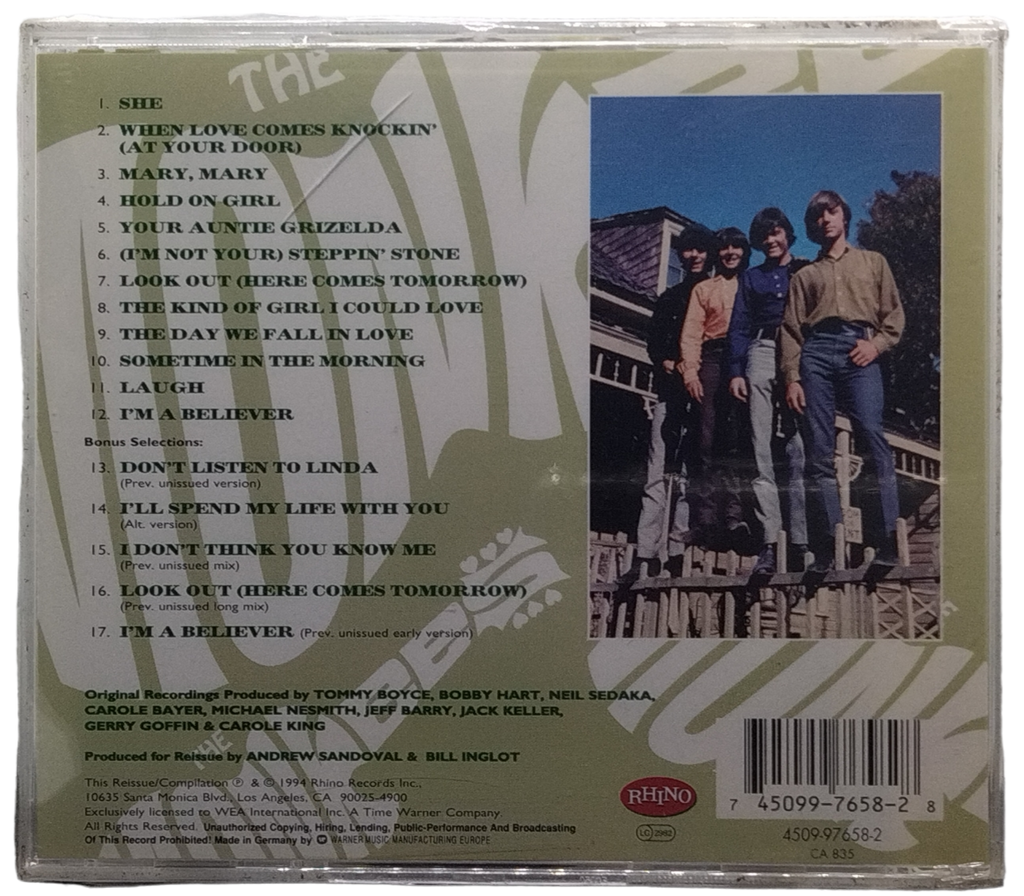 THE
1. SHE
2. WHEN LOVE COMES KNOCKIN'
(AT YOUR DOOR)
3. MARY, MARY
4. HOLD ON GIRL
5. YOUR AUNTIE GRIZELDA
6. (I'M NOT YOUR) STEPPIN' STONE
7. LOOK OUT (HERE COMES TOMORROW)
8. THE KIND OF GIRL I COULD LOVE
9. THE DAY WE FALL IN LOVE
10. SOMETIME IN THE MORNING
11. LAUGH
12. I'M A BELIEVER
Bonus Selections:
13. DON'T LISTEN TO LINDA
(Prev. unissued version)
14. I'LL SPEND MY LIFE WITH YOU
(Alt. version)
15. I DON'T THINK YOU KNOW ME
(Prev. unissued mix)
16. LOOK OUT (HERE COMES TOMORROW)
(Prev. unissued long mix)
17. I'M A BELIEVER (Prev. unissued early version)
Original Recordings Produced by TOMMY BOYCE, BOBBY HART, NEIL SEDAKA,
CAROLE BAYER, MICHAEL NESMITH, JEFF BARRY, JACK KELLER,
GERRY GOFFIN & CAROLE KING
THE
Produced for Reissue by ANDREW SANDOVAL & BILL INGLOT
This Reissue/Compilation ℗ & © 1994 Rhino Records Inc.,
10635 Santa Monica Blvd., Los Angeles, CA 90025-4900
Exclusively licensed to WEA International Inc. A Time Warner Company.
All Rights Reserved. Unauthorized Copying, Hiring, Lending, Public-Performance And Broadcasting
Of This Record Prohibited! Made in Germany by WARNER MUSIC MANUFACTURING EUROPE
RHINO
LC 2982
7 45099-7658-2 8
4509-97658-2
CA 835